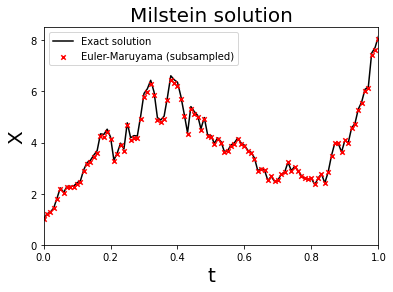 Milstein solution
Exact solution
Euler-Maruyama (subsampled)
X
8
6
4
2
0
0.0 0.2 0.4 0.6 0.8 1.0
t